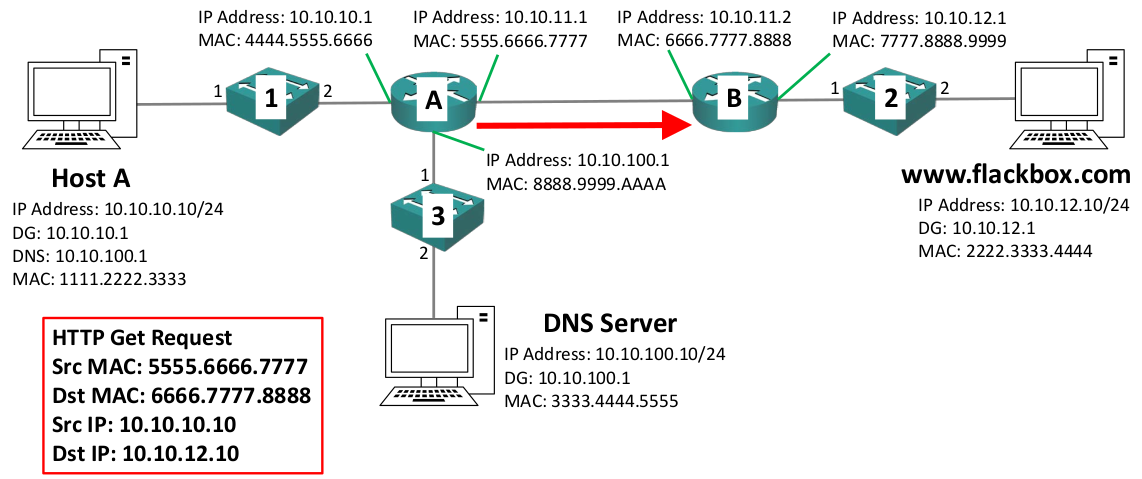 IP Address: 10.10.10.1
MAC: 4444.5555.6666
IP Address: 10.10.11.1
MAC: 5555.6666.7777
IP Address: 10.10.11.2
MAC: 6666.7777.8888
IP Address: 10.10.12.1
MAC: 7777.8888.9999
1
1
2
A
B
1
2
2
IP Address: 10.10.100.1
MAC: 8888.9999.AAAA
Host A
IP Address: 10.10.10.10/24
DG: 10.10.10.1
DNS: 10.10.100.1
MAC: 1111.2222.3333
www.flackbox.com
IP Address: 10.10.12.10/24
DG: 10.10.12.1
MAC: 2222.3333.4444
1
3
2
HTTP Get Request
Src MAC: 5555.6666.7777
Dst MAC: 6666.7777.8888
Src IP: 10.10.10.10
Dst IP: 10.10.12.10
DNS Server
IP Address: 10.10.100.10/24
DG: 10.10.100.1
MAC: 3333.4444.5555